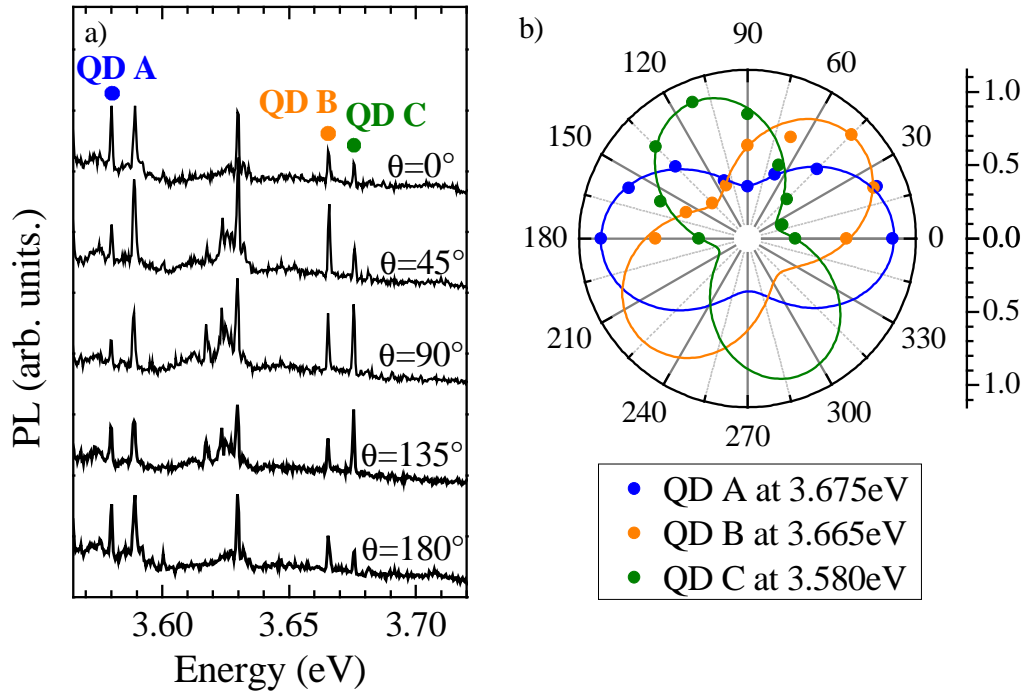 a)
QD A
QD B
QD C
θ=0°
θ=45°
θ=90°
θ=135°
θ=180°
PL (arb. units.)
3.60
3.65
3.70
Energy (eV)
b)
90
120
60
150
30
180
0
210
330
240
300
270
1.0
0.5
0.0
0.5
1.0
QD A at 3.675eV
QD B at 3.665eV
QD C at 3.580eV